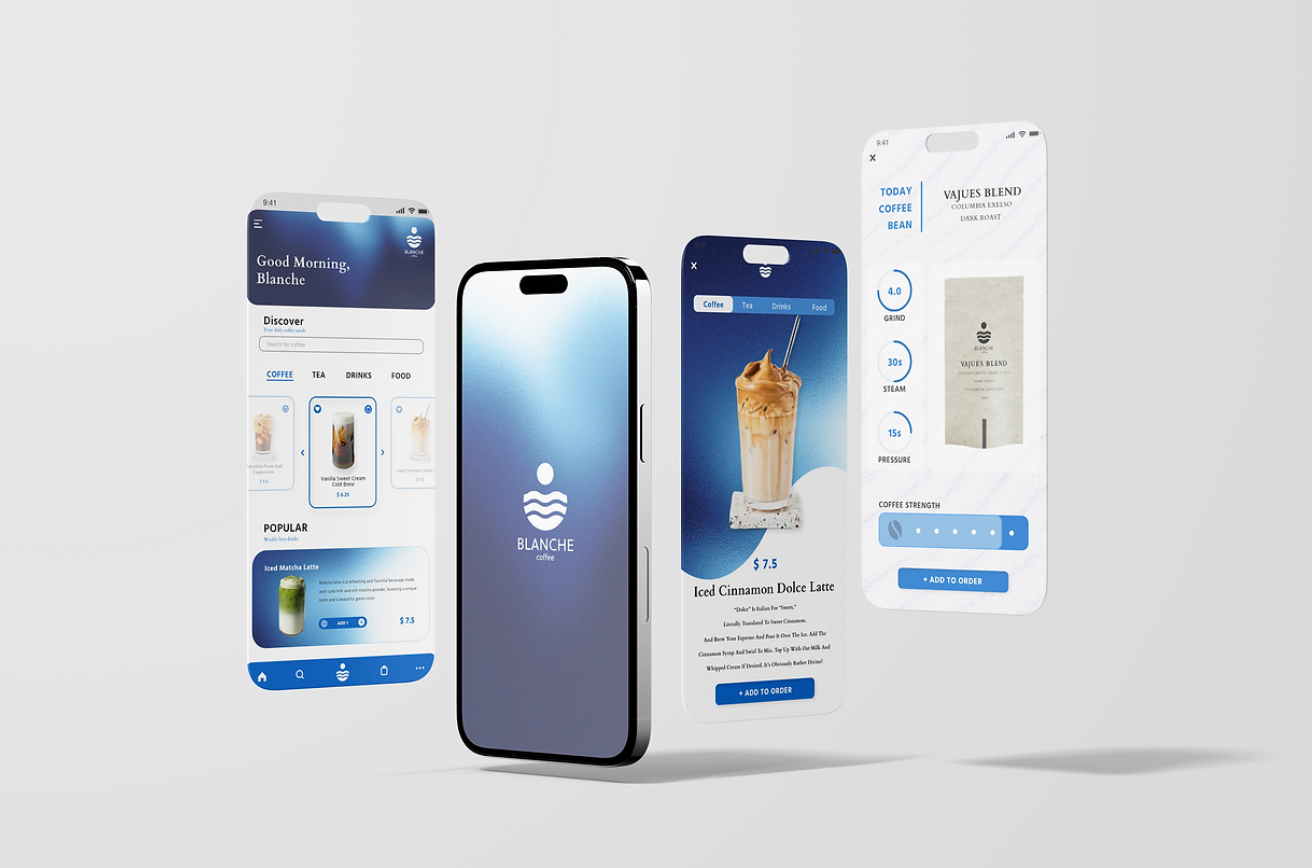 9:41
BLANCHE
Good Morning,
Blanche
Discover
Your daily coffee made
Search for coffee
COFFEE TEA DRINKS FOOD
Iced
Cappuccino
Vanilla Sweet Cream
Cold Brew
$ 6.25
POPULAR
Weekly best drinks
Iced Matcha Latte
Matcha latte is a refreshing and flavorful beverage made
with cold milk and rich matcha powder, boasting a unique
taste and a beautiful green color
ADD 1
$ 7.5
BLANCHE
coffee
Coffee Tea Drinks Food
$ 7.5
Iced Cinnamon Dolce Latte
"Dolce" Is Italian For "Sweet,"
Literally Translated To Sweet Cinnamon.
And Brew Your Espresso And Pour It Over The Ice. Add The
Cinnamon Syrup And Swirl To Mix. Top Up With Oat Milk And
Whipped Cream If Desired. It's Obviously Rather Divine!
+ ADD TO ORDER
9:41
TODAY
COFFEE
BEAN
VAJUES BLEND
COLUMBIA EXELSO
DARK ROAST
4.0
GRIND
30s
STEAM
15s
PRESSURE
BLANCHE
VAJUES BLEND
COFFEE STRENGTH
+ ADD TO ORDER